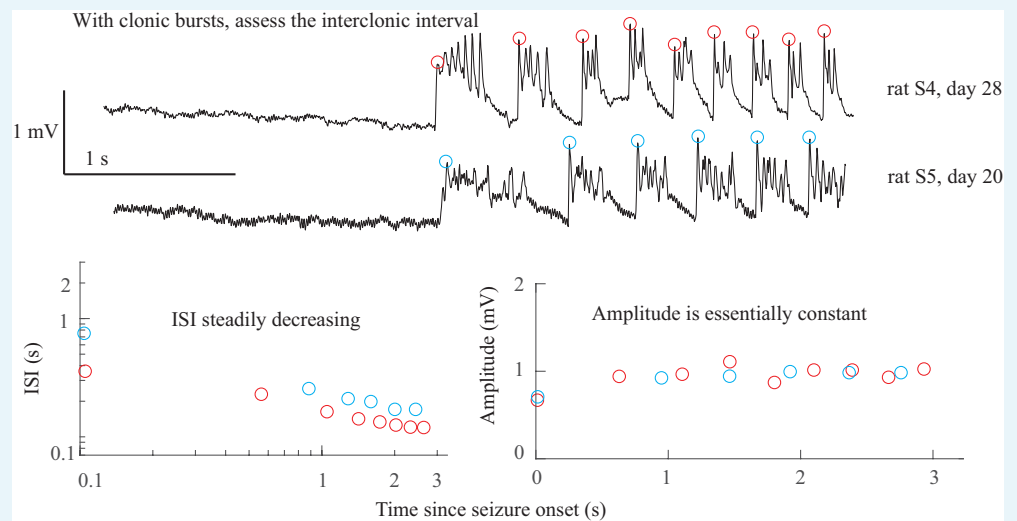 With clonic bursts, assess the interclonic interval
rat S4, day 28
1 mV
1 s
rat S5, day 20
2
1
0.1
ISI (s)
ISI steadily decreasing
0.1
1
2
3
2
1
0
Amplitude (mV)
Amplitude is essentially constant
0
1
2
3
Time since seizure onset (s)